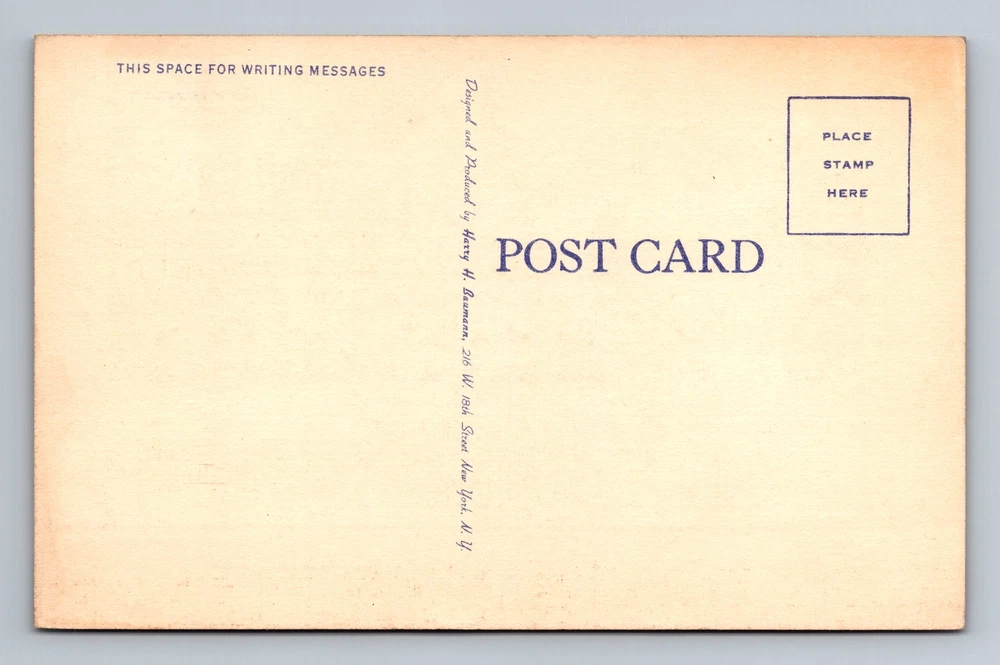 THIS SPACE FOR WRITING MESSAGES
Designed and Produced by Harry H. Baumann, 216 W. 18th Street New York, N. Y.
POST CARD
PLACE
STAMP
HERE